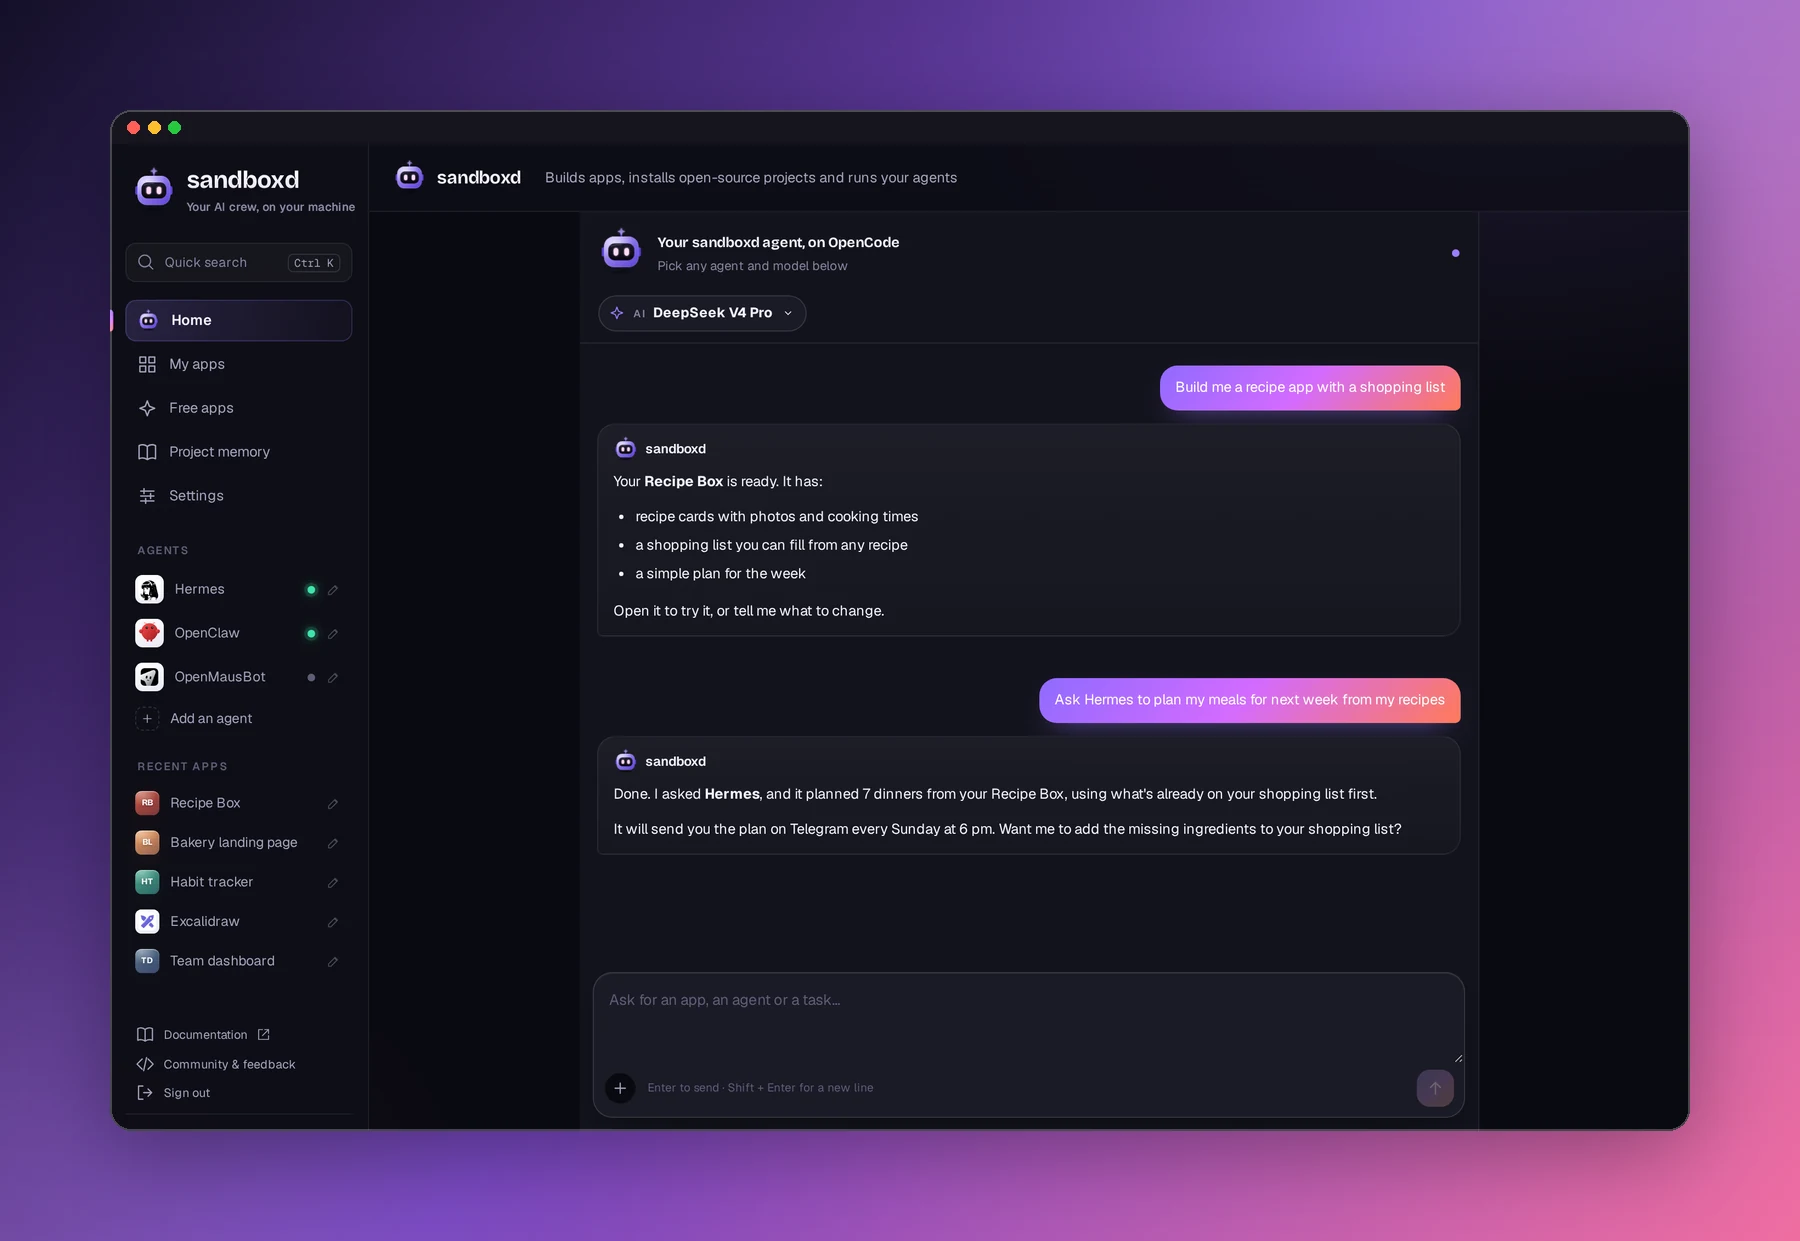 sandboxd
Your AI crew, on your machine
Quick search
Ctrl K
Home
My apps
Free apps
Project memory
Settings
AGENTS
Hermes
OpenClaw
OpenMausBot
+ Add an agent
RECENT APPS
RB Recipe Box
BL Bakery landing page
HT Habit tracker
Excalidraw
TD Team dashboard
Documentation
Community & feedback
Sign out
sandboxd
Builds apps, installs open-source projects and runs your agents
Your sandboxd agent, on OpenCode
Pick any agent and model below
AI DeepSeek V4 Pro
Build me a recipe app with a shopping list
sandboxd
Your Recipe Box is ready. It has:
• recipe cards with photos and cooking times
• a shopping list you can fill from any recipe
• a simple plan for the week
Open it to try it, or tell me what to change.
Ask Hermes to plan my meals for next week from my recipes
sandboxd
Done. I asked Hermes, and it planned 7 dinners from your Recipe Box, using what's already on your shopping list first.
It will send you the plan on Telegram every Sunday at 6 pm. Want me to add the missing ingredients to your shopping list?
Ask for an app, an agent or a task...
Enter to send · Shift + Enter for a new line